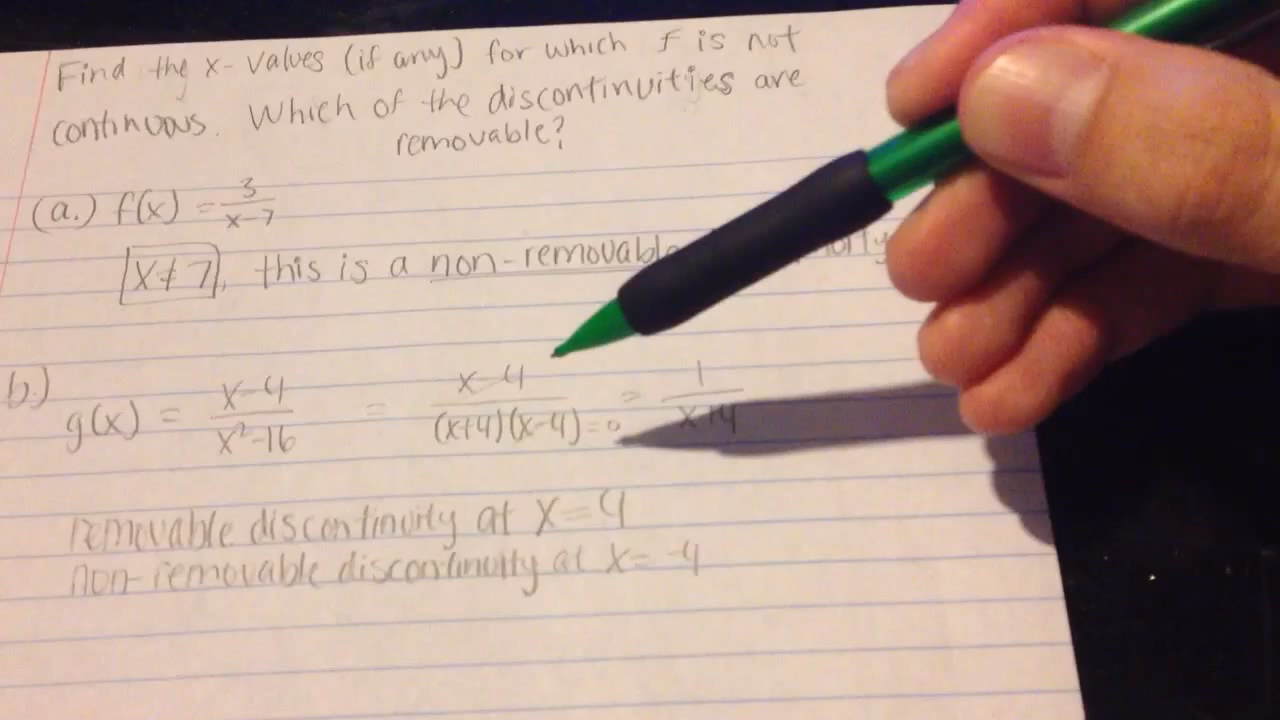 Find the x-values (if any) for which f is not
continuous. Which of the discontinuities are
removable?
(a.) f(x) = 3/(x-7)
x ≠ 7, this is a non-removable
b.) g(x) = (x-4)/(x²-16) = (x-4)/((x+4)(x-4)=0) = 1/(x+4)
removable discontinuity at x=4
non-removable discontinuity at x=-4